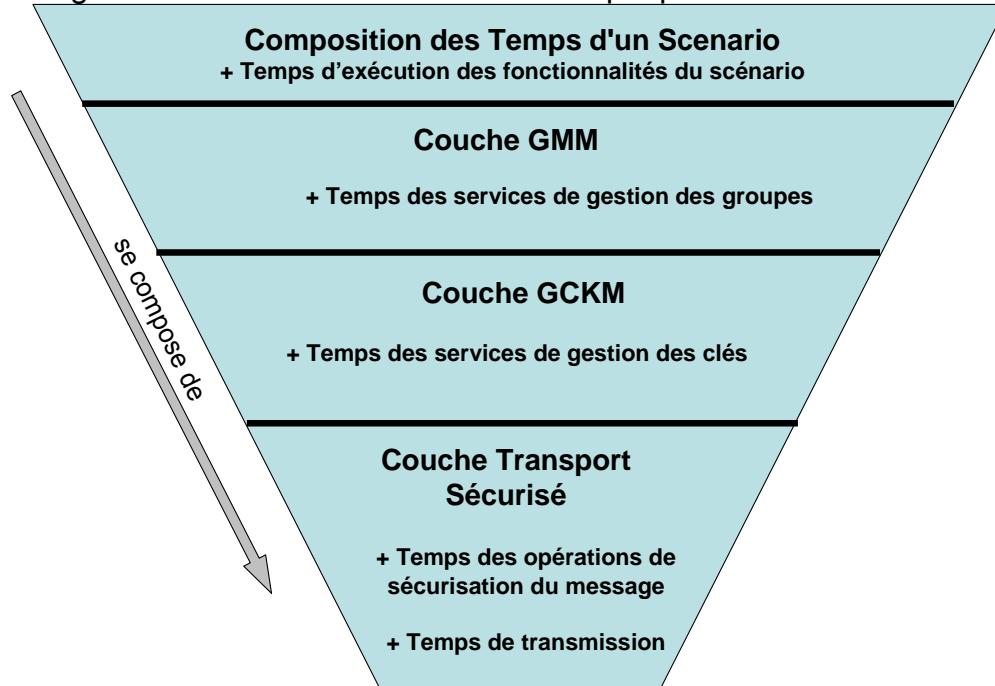 Composition des Temps d'un Scenario
+ Temps d'exécution des fonctionnalités du scénario
Couche GMM
+ Temps des services de gestion des groupes
se compose de
Couche GCKM
+ Temps des services de gestion des clés
Couche Transport
Sécurisé
+ Temps des opérations de
sécurisation du message
+ Temps de transmission